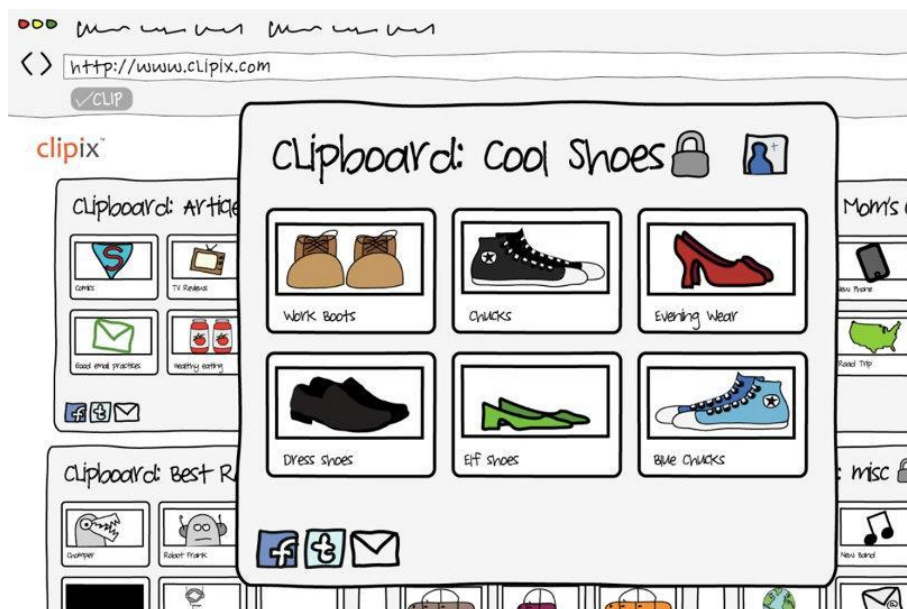 http://www.clipix.com
✓CLIP
clipix™
Clipboard: Cool Shoes
Work Boots
Chucks
Evening Wear
Dress shoes
Elf shoes
Blue Chucks
f
t
Clipboard: Article
S
Comics
TV Reviews
Good email practices
Healthy eating
f
t
Mom's
New Phone
Road Trip
Clipboard: Best R
Chomper
Robot Frank
: misc
New Band
@